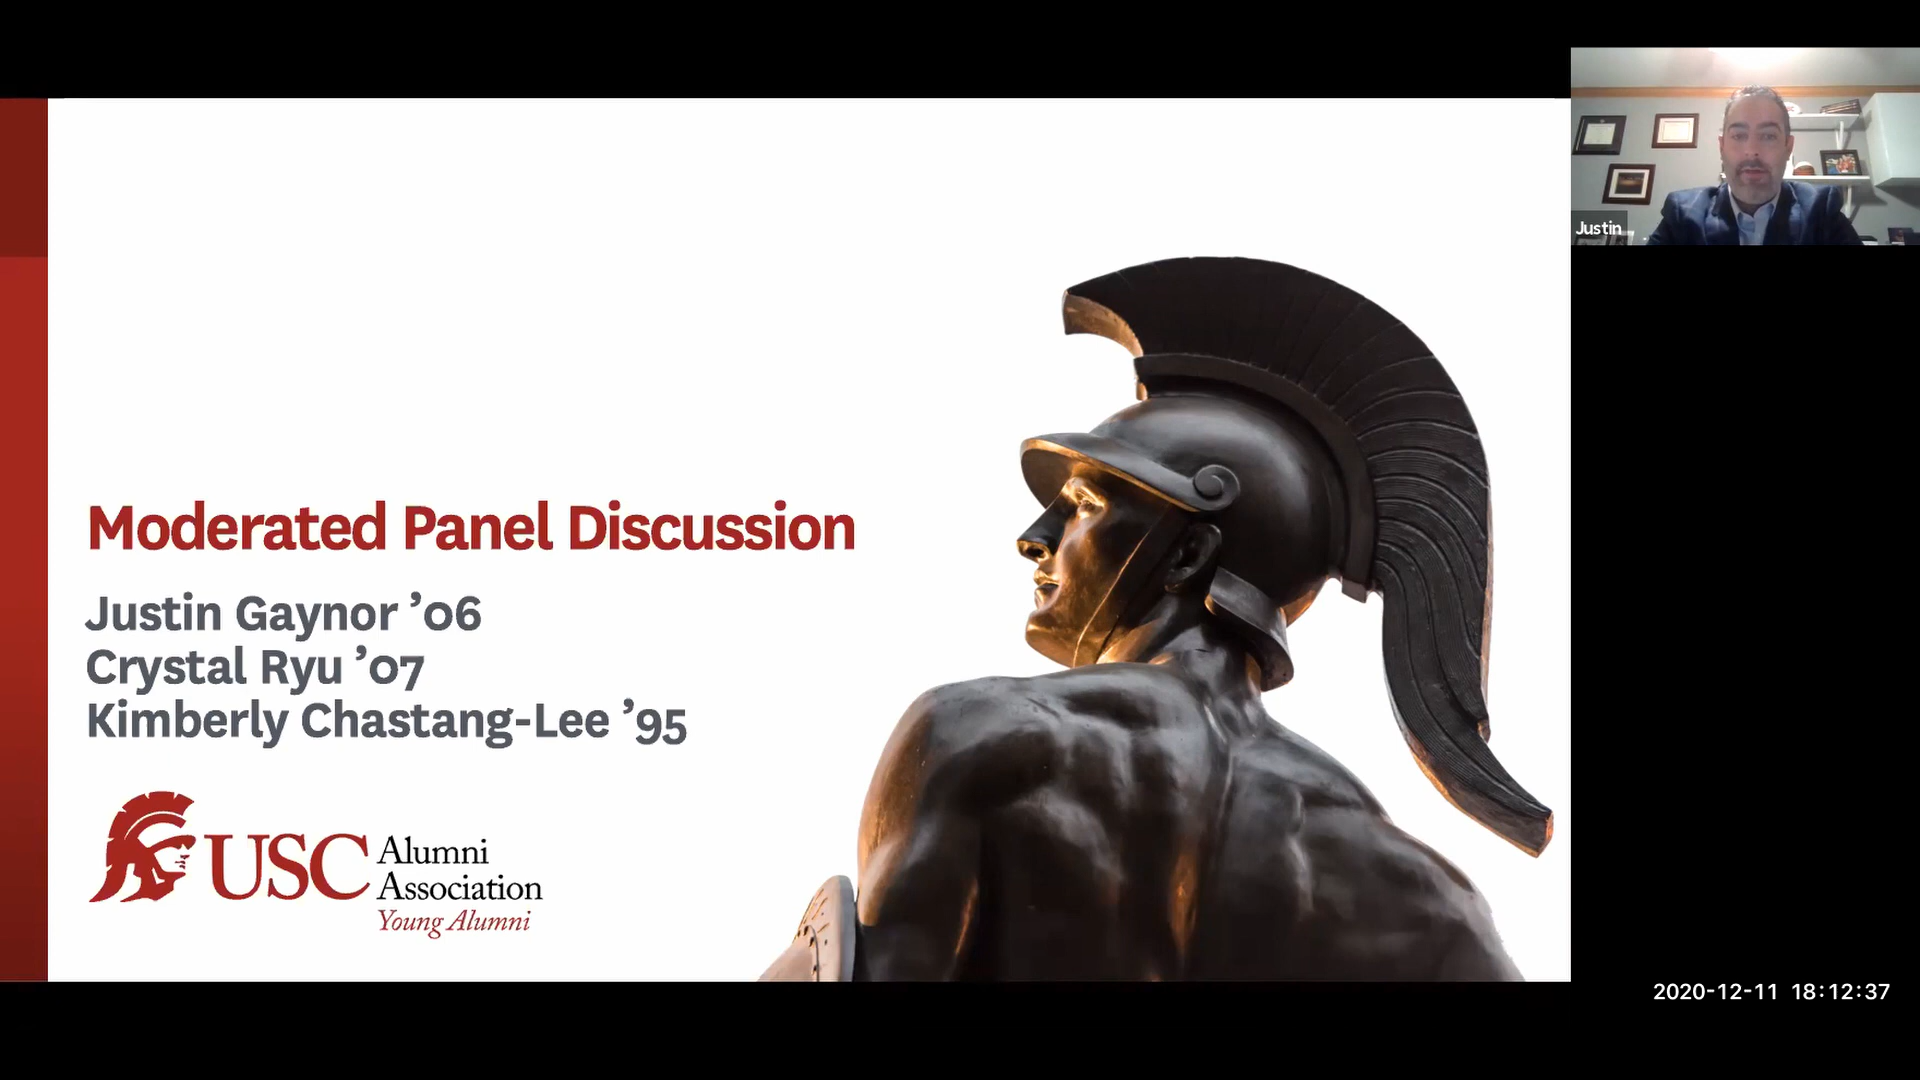 Moderated Panel Discussion
Justin Gaynor ’06
Crystal Ryu ’07
Kimberly Chastang-Lee ’95
USC Alumni Association
Young Alumni
Justin
2020-12-11 18:12:37